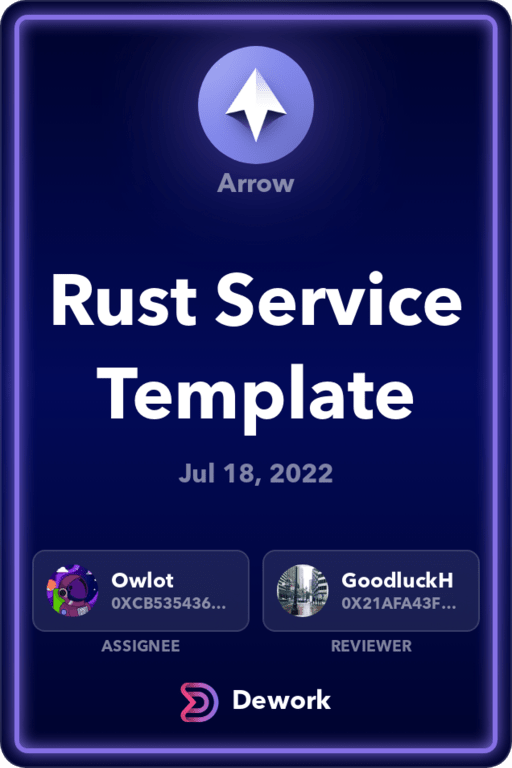 Arrow
Rust Service
Template
Jul 18, 2022
Owlot
0XCB535436...
GoodluckH
0X21AFA43F...
ASSIGNEE
REVIEWER
Dework